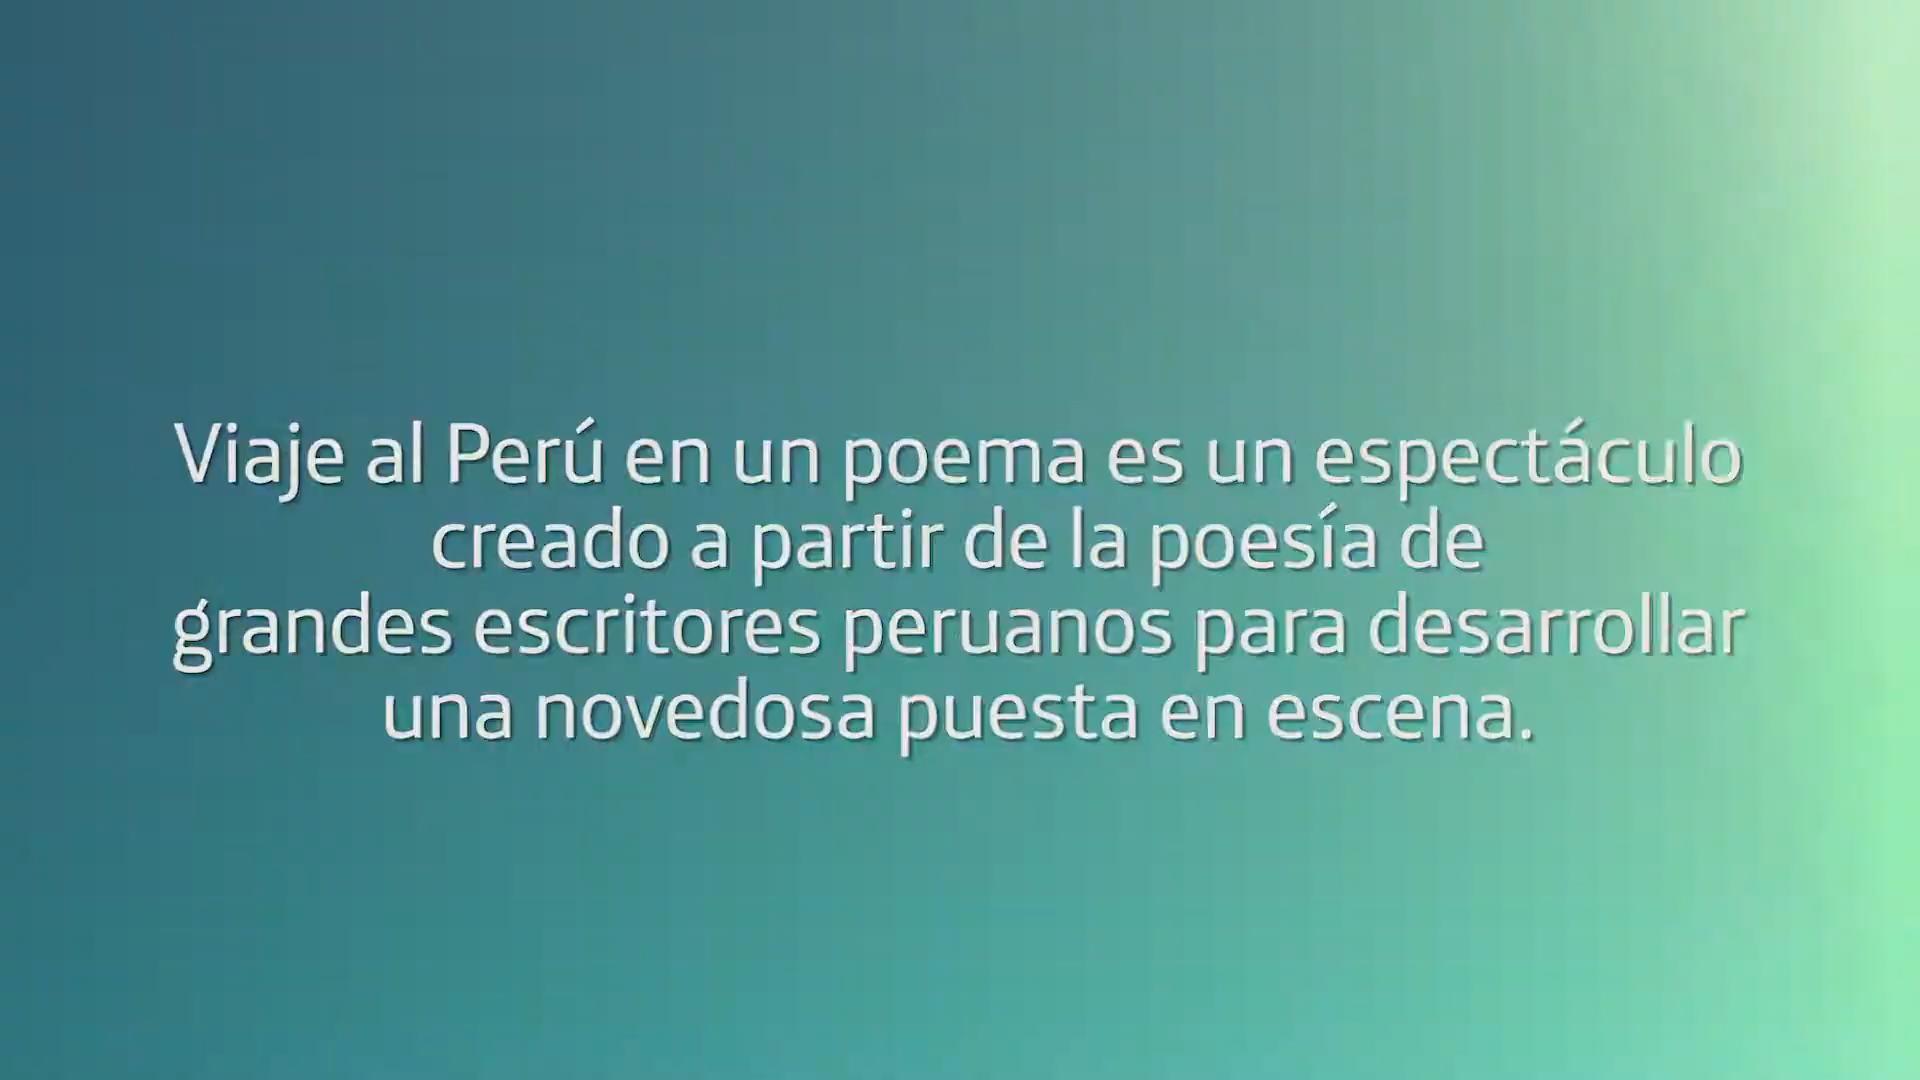 Viaje al Perú en un poema es un espectáculo
creado a partir de la poesía de
grandes escritores peruanos para desarrollar
una novedosa puesta en escena.